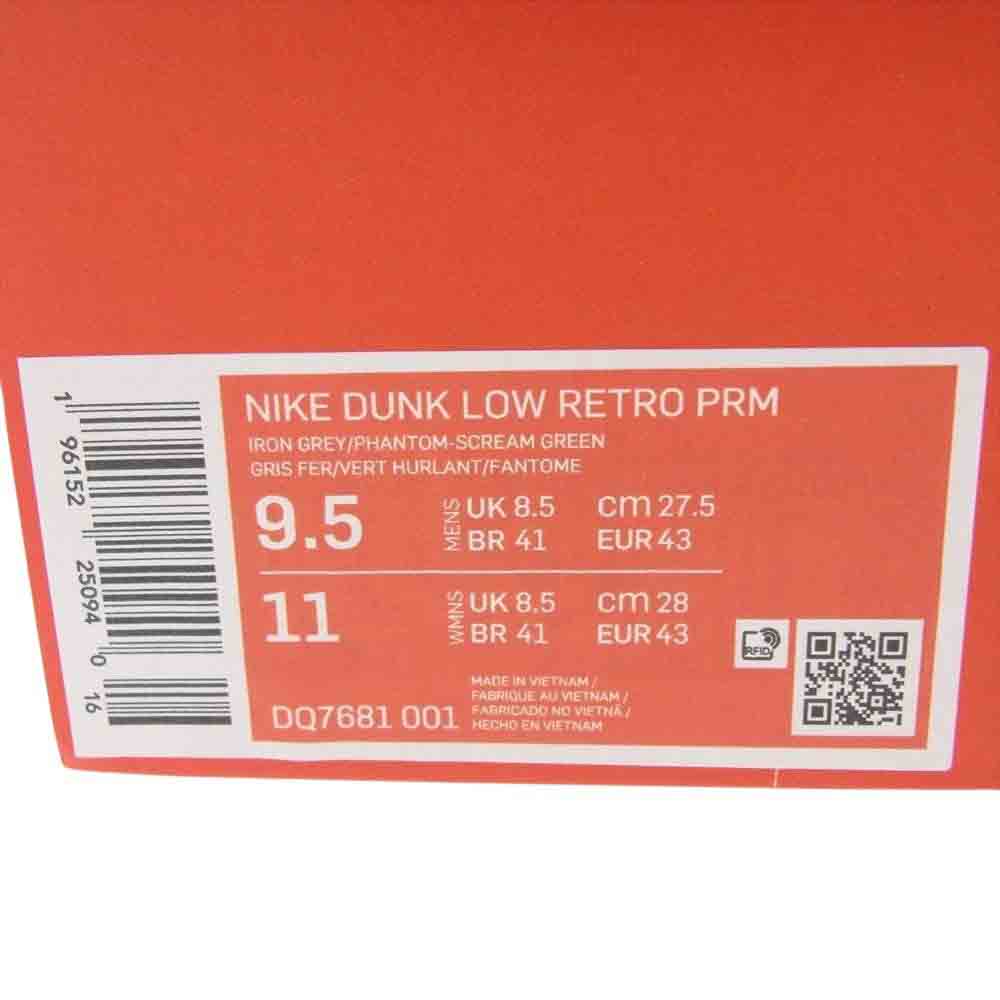 NIKE DUNK LOW RETRO PRM
IRON GREY/PHANTOM-SCREAM GREEN
GRIS FER/VERT HURLANT/FANTOME
9.5 MENS UK 8.5 cm 27.5
BR 41 EUR 43
11 WMNS UK 8.5 cm 28
BR 41 EUR 43
RFID
DQ7681 001
MADE IN VIETNAM /
FABRIQUE AU VIETNAM /
FABRICADO NO VIETNÃ /
HECHO EN VIETNAM
1 96152 25094 0 16